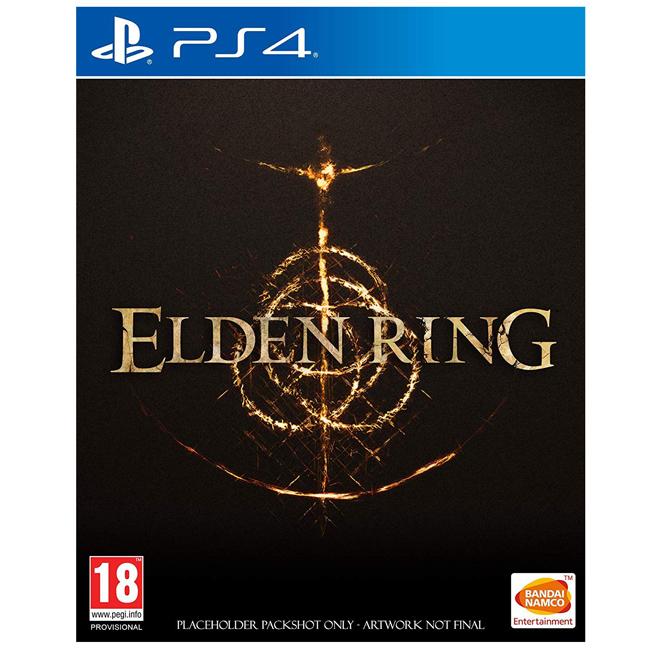 PS4
ELDEN RING
18
www.pegi.info
PROVISIONAL
PLACEHOLDER PACKSHOT ONLY - ARTWORK NOT FINAL
BANDAI
NAMCO
Entertainment